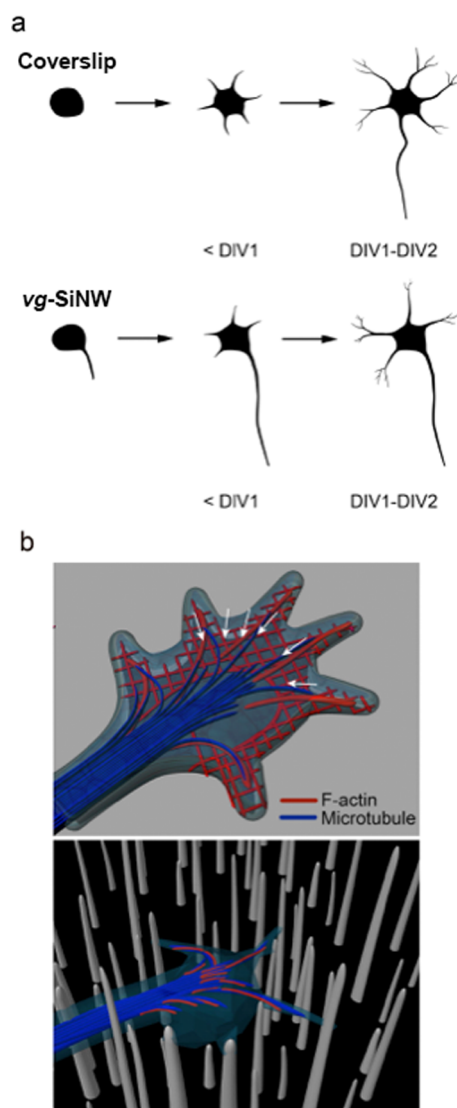 a
Coverslip
< DIV1 DIV1-DIV2
vg-SiNW
< DIV1 DIV1-DIV2
b
F-actin
Microtubule